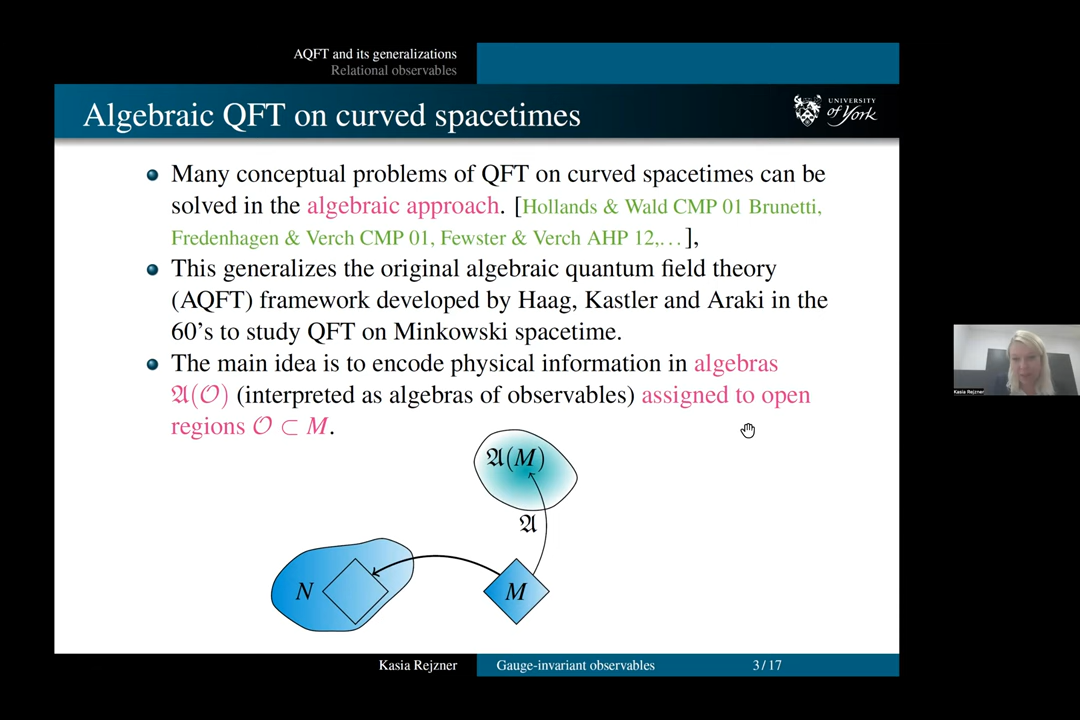 AQFT and its generalizations
Relational observables
Algebraic QFT on curved spacetimes
UNIVERSITY
of York
Many conceptual problems of QFT on curved spacetimes can be
solved in the algebraic approach. [Hollands & Wald CMP 01 Brunetti,
Fredenhagen & Verch CMP 01, Fewster & Verch AHP 12,…],
This generalizes the original algebraic quantum field theory
(AQFT) framework developed by Haag, Kastler and Araki in the
60's to study QFT on Minkowski spacetime.
The main idea is to encode physical information in algebras
𝔄(𝒪) (interpreted as algebras of observables) assigned to open
regions 𝒪 ⊂ M.
𝔄(M)
𝔄
N
M
Kasia Rejzner
Kasia Rejzner
Gauge-invariant observables
3 / 17